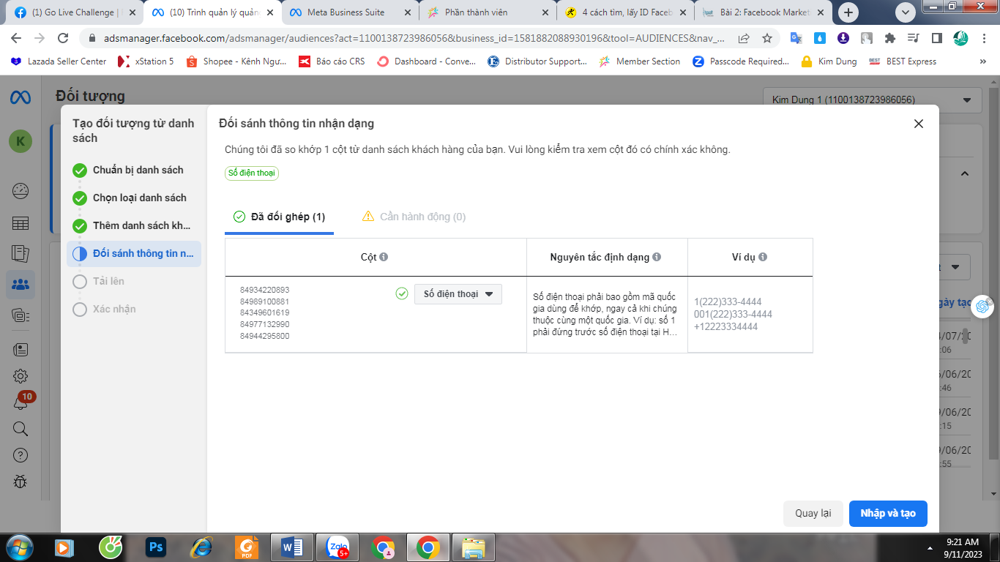 (1) Go Live Challenge |
(10) Trình quản lý quảng
Meta Business Suite
Phần thành viên
4 cách tìm, lấy ID Faceb
Bài 2: Facebook Market
adsmanager.facebook.com/adsmanager/audiences?act=1100138723986056&business_id=1581882088930196&tool=AUDIENCES&nav_...
Lazada Seller Center
xStation 5
Shopee - Kênh Ngư...
Báo cáo CRS
Dashboard - Conve...
Distributor Support...
Member Section
Passcode Required...
Kim Dung
BEST Express
»
Đối tượng
Kim Dung 1 (1100138723986056)
K
10
Tạo đối tượng từ danh
sách
Chuẩn bị danh sách
Chọn loại danh sách
Thêm danh sách kh...
Đối sánh thông tin n...
Tải lên
Xác nhận
Đối sánh thông tin nhận dạng
Chúng tôi đã so khớp 1 cột từ danh sách khách hàng của bạn. Vui lòng kiểm tra xem cột đó có chính xác không.
Số điện thoại
Đã đối ghép (1)
Cần hành động (0)
Cột
Nguyên tắc định dạng
Ví dụ
84934220893
84989100881
84349601619
84977132990
84944295800
Số điện thoại
Số điện thoại phải bao gồm mã quốc
gia dùng để khớp, ngay cả khi chúng
thuộc cùng một quốc gia. Ví dụ: số 1
phải đứng trước số điện thoại tại H...
1(222)333-4444
001(222)333-4444
+12223334444
gày tạo
/07/20
:06
/06/20
:46
/06/20
:15
/06/20
:55
Quay lại
Nhập và tạo
Ps
PDF
Zalo
5+
9:21 AM
9/11/2023